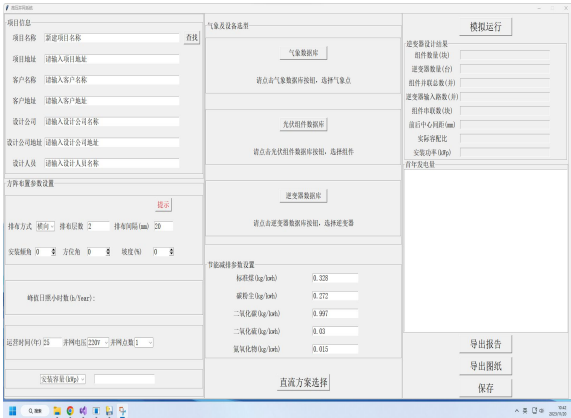 项目信息
项目名称 新建项目名称 查找
项目地址 请输入项目地址
客户名称 请输入客户名称
客户地址 请输入客户地址
设计公司 请输入设计公司名称
设计公司地址 请输入设计公司地址
设计人员 请输入设计人员名称
方阵布置参数设置
提示
排布方式 横向 排布层数 2 排布间隔(mm) 20
安装倾角 0 方位角 0 坡度(%) 0
峰值日照小时数(h/Year):
运营时间(年) 25 并网电压 220V 并网点数 1
安装容量(kWp)
气象及设备选型
气象数据库
请点击气象数据库按钮，选择气象点
光伏组件数据库
请点击光伏组件数据库按钮，选择组件
逆变器数据库
请点击逆变器数据库按钮，选择逆变器
节能减排参数设置
标准煤(kg/kwh) 0.328
碳粉尘(kg/kwh) 0.272
二氧化碳(kg/kwh) 0.997
二氧化硫(kg/kwh) 0.03
氮氧化物(kg/kwh) 0.015
直流方案选择
模拟运行
逆变器设计结果
组件数量(块)
逆变器数量(台)
组件并联总数(并)
逆变器输入路数(并)
组件串联数(块)
前后中心间距(mm)
实际容配比
安装功率(kWp)
首年发电量
导出报告
导出图纸
保存